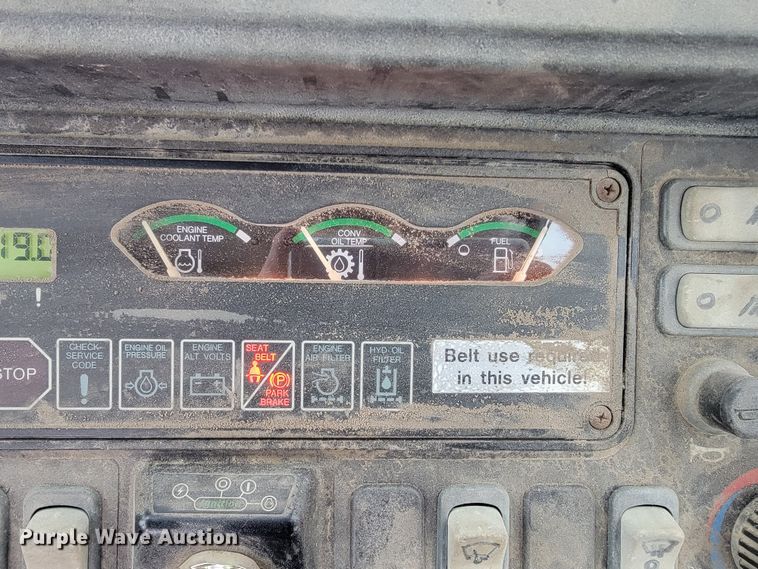 ENGINE
COOLANT TEMP
CONV
OIL TEMP
FUEL
19.0
!
STOP
CHECK
SERVICE
CODE
!
ENGINE OIL
PRESSURE
ENGINE
ALT VOLTS
SEAT
BELT
P
PARK
BRAKE
ENGINE
AIR FILTER
HYD OIL
FILTER
Belt use required
in this vehicle!
O
O
Ignition
Purple Wave Auction